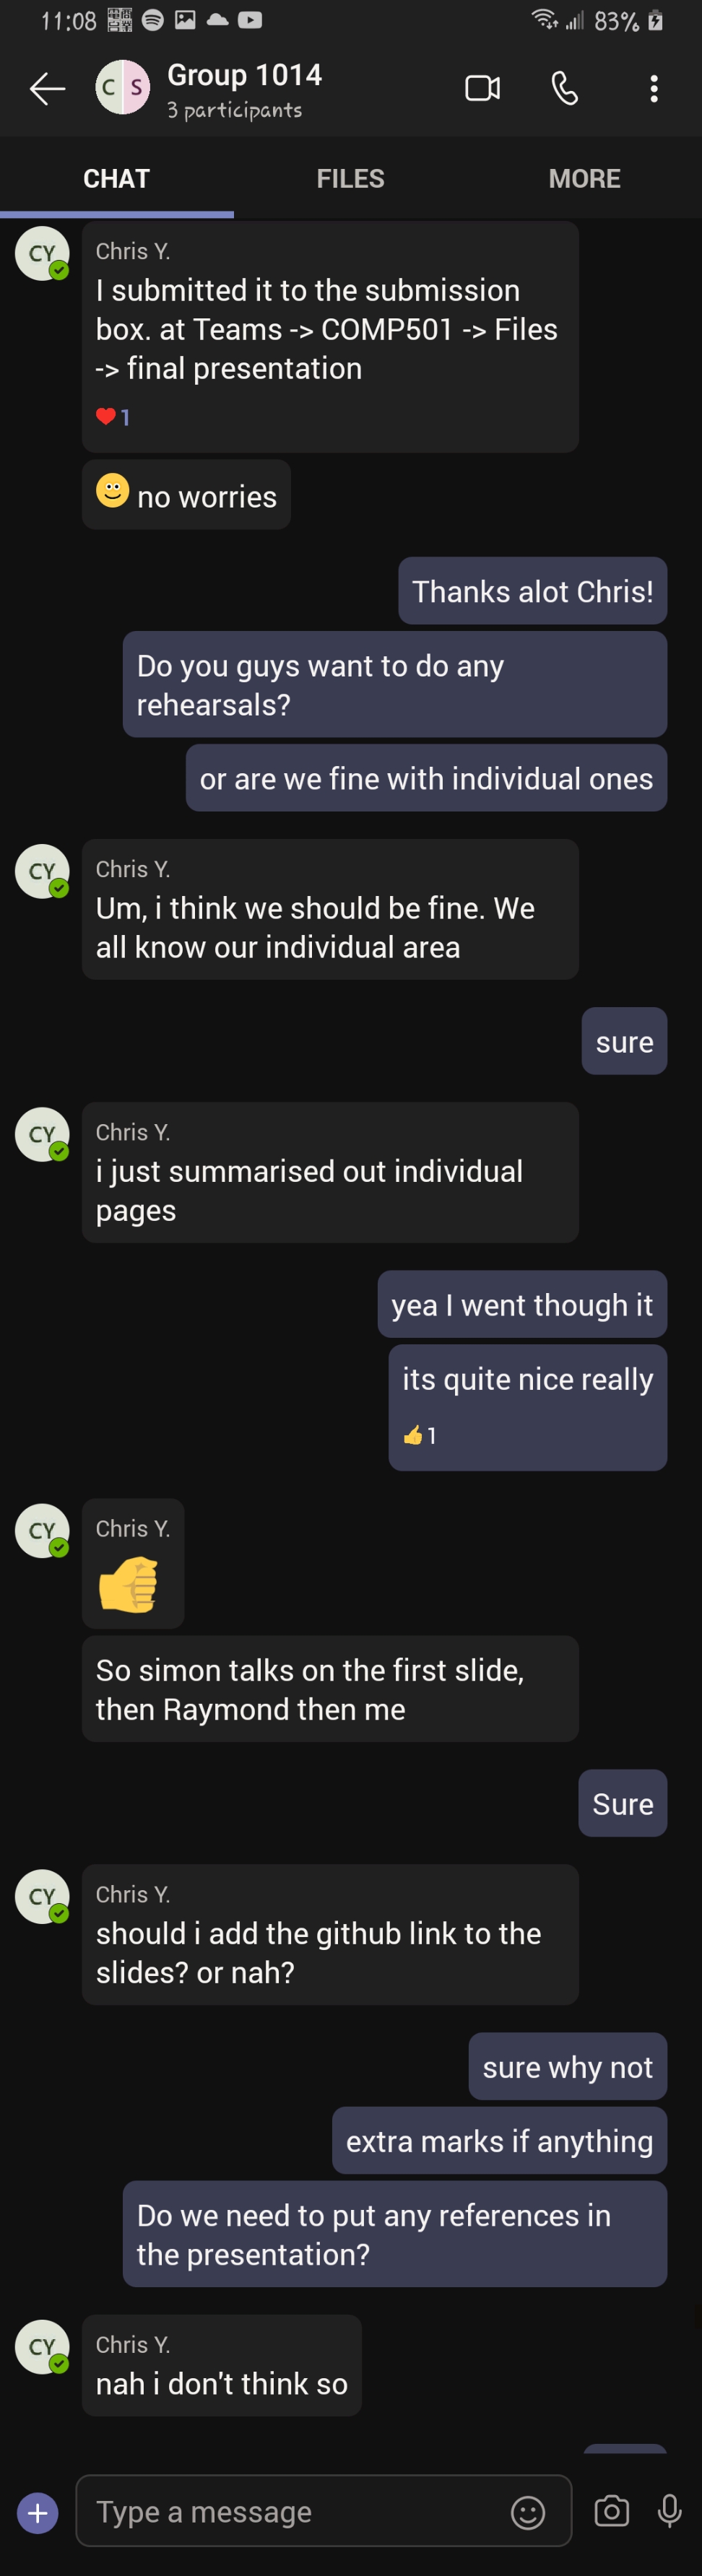 11:08
83%
C S
Group 1014
3 participants
CHAT
FILES
MORE
CY
Chris Y.
I submitted it to the submission
box. at Teams -> COMP501 -> Files
-> final presentation
❤️1
🙂 no worries
Thanks alot Chris!
Do you guys want to do any
rehearsals?
or are we fine with individual ones
CY
Chris Y.
Um, i think we should be fine. We
all know our individual area
sure
CY
Chris Y.
i just summarised out individual
pages
yea I went though it
its quite nice really
👍1
CY
Chris Y.
👍
So simon talks on the first slide,
then Raymond then me
Sure
CY
Chris Y.
should i add the github link to the
slides? or nah?
sure why not
extra marks if anything
Do we need to put any references in
the presentation?
CY
Chris Y.
nah i don't think so
Type a message